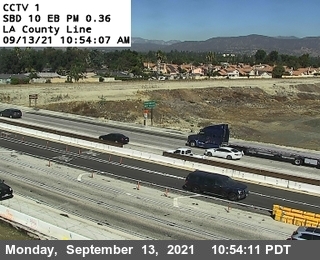 CCTV 1
SBD 10 EB PM 0.36
LA County Line
09/13/21 10:54:07 AM
Monday, September 13, 2021 10:54:11 PDT